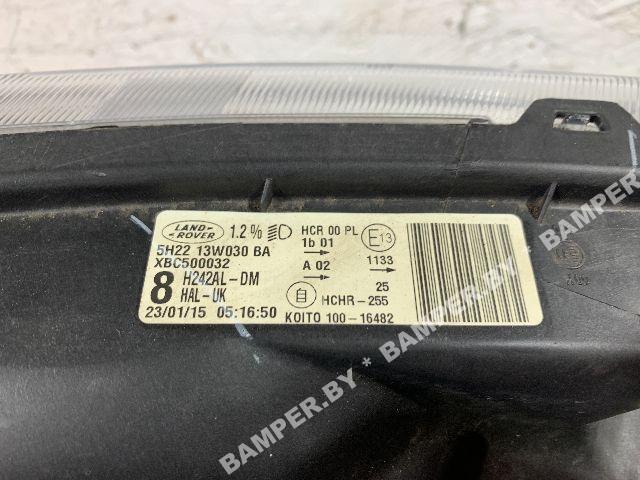 LAND-
ROVER
1.2%
HCR 00 PL
1b 01
E13
5H22 13W030 BA
XBC500032
A 02
1133
8 H242AL-DM
HAL-UK
25
自
HCHR-255
23/01/15 05:16:50
KOITO 100-16482
BAMPER.BY * BAMPER.BY * BAMPER.BY